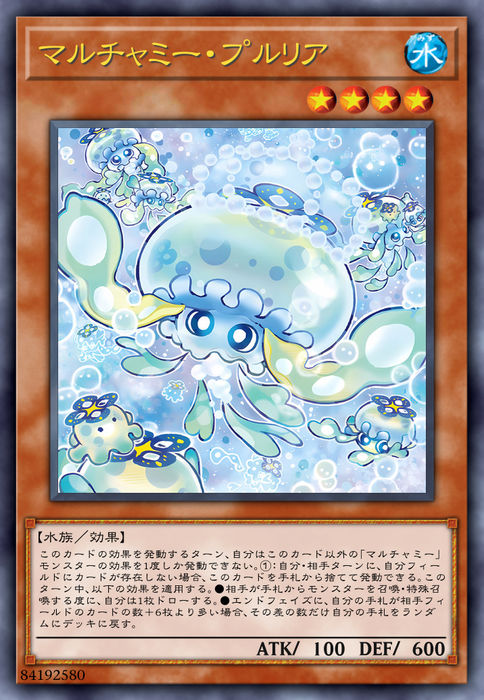 マルチャミー・プルリア
みず
水
【水族／効果】
このカードの効果を発動するターン、自分はこのカード以外の「マルチャミー」
モンスターの効果を1度しか発動できない。①：自分・相手ターンに、自分フィー
ルドにカードが存在しない場合、このカードを手札から捨てて発動できる。このタ
ーン中、以下の効果を適用する。●相手が手札からモンスターを召喚・特殊召
喚する度に、自分は1枚ドローする。●エンドフェイズに、自分の手札が相手フィ
ールドのカードの数＋6枚より多い場合、その差の数だけ自分の手札をランダ
ムにデッキに戻す。
ATK/ 100 DEF/ 600
84192580